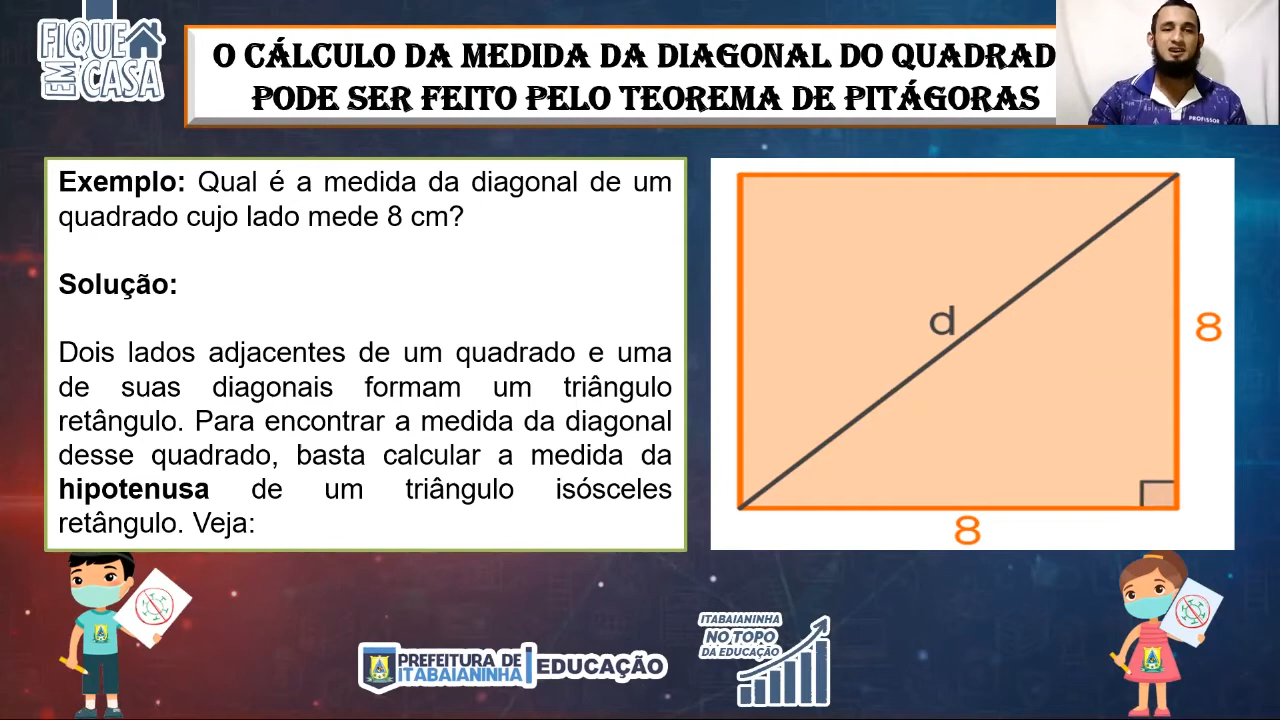 FIQUE
EM CASA
O CÁLCULO DA MEDIDA DA DIAGONAL DO QUADRAD
PODE SER FEITO PELO TEOREMA DE PITÁGORAS
PROFESSOR
Exemplo: Qual é a medida da diagonal de um
quadrado cujo lado mede 8 cm?
Solução:
Dois lados adjacentes de um quadrado e uma
de suas diagonais formam um triângulo
retângulo. Para encontrar a medida da diagonal
desse quadrado, basta calcular a medida da
hipotenusa de um triângulo isósceles
retângulo. Veja:
d
8
8
PREFEITURA DE
ITABAIANINHA
EDUCAÇÃO
ITABAIANINHA
NO TOPO
DA EDUCAÇÃO